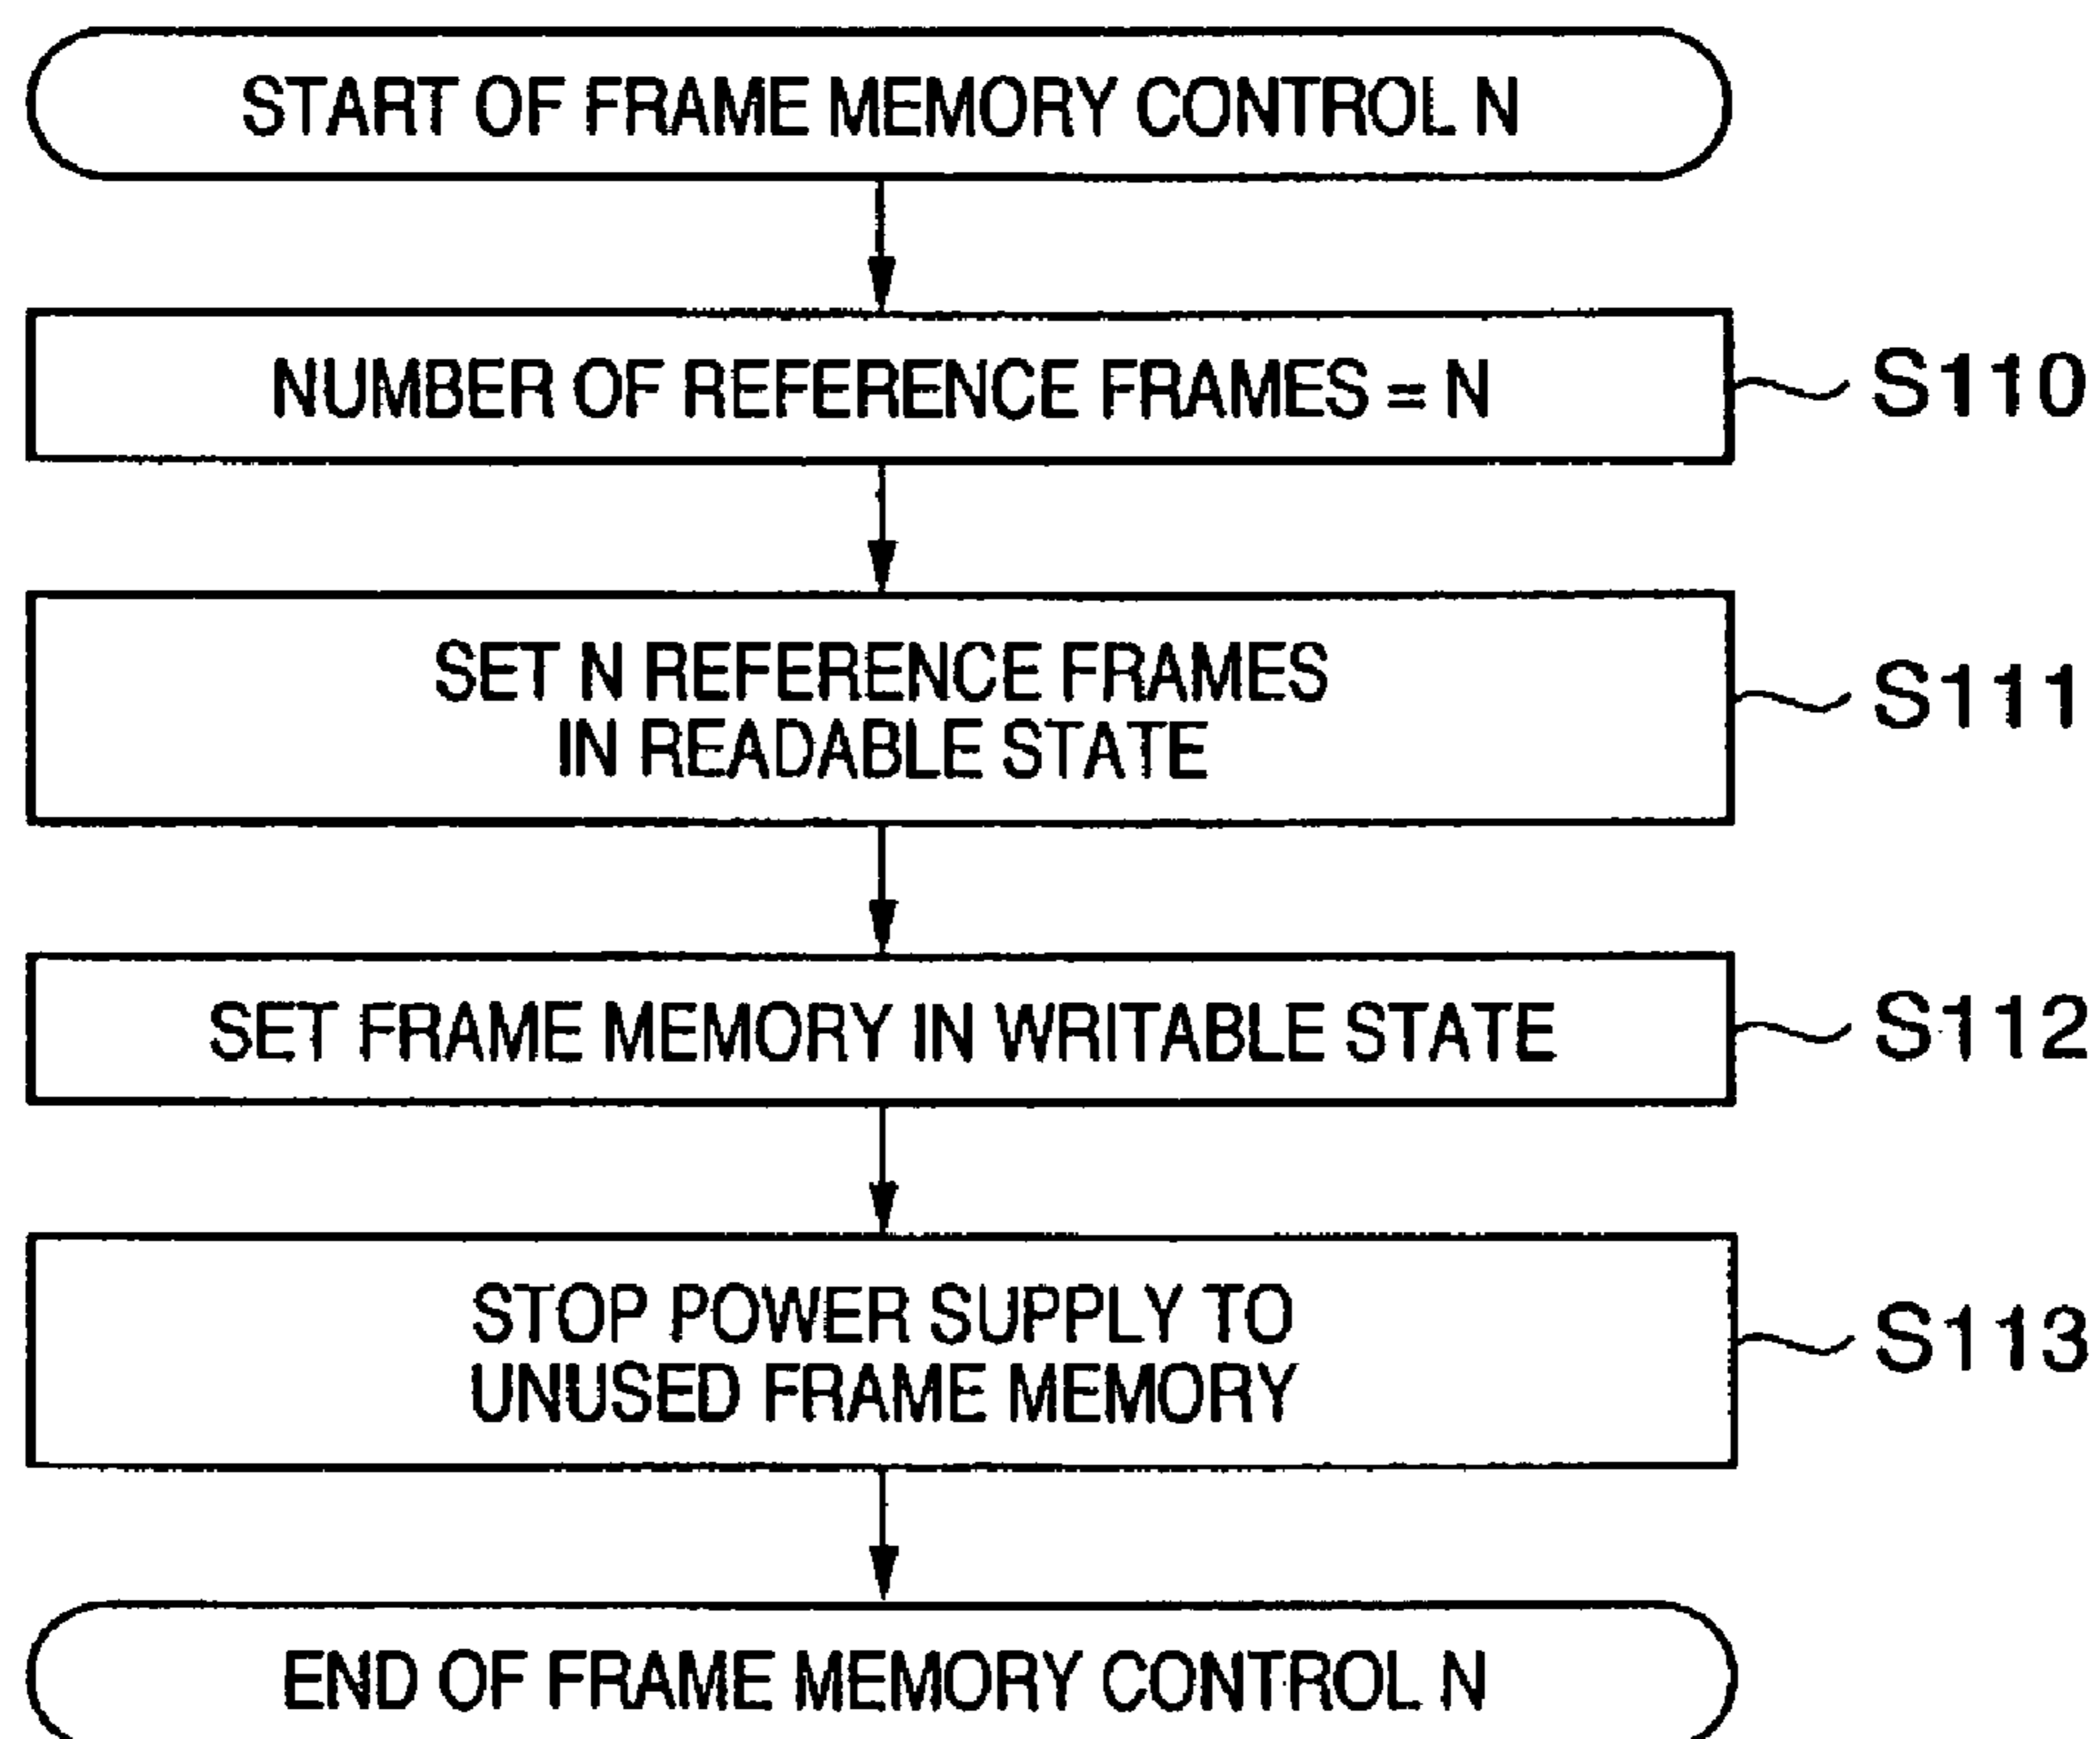 START OF FRAME MEMORY CONTROL N
NUMBER OF REFERENCE FRAMES = N
S110
SET N REFERENCE FRAMES
IN READABLE STATE
S111
SET FRAME MEMORY IN WRITABLE STATE
S112
STOP POWER SUPPLY TO
UNUSED FRAME MEMORY
S113
END OF FRAME MEMORY CONTROL N